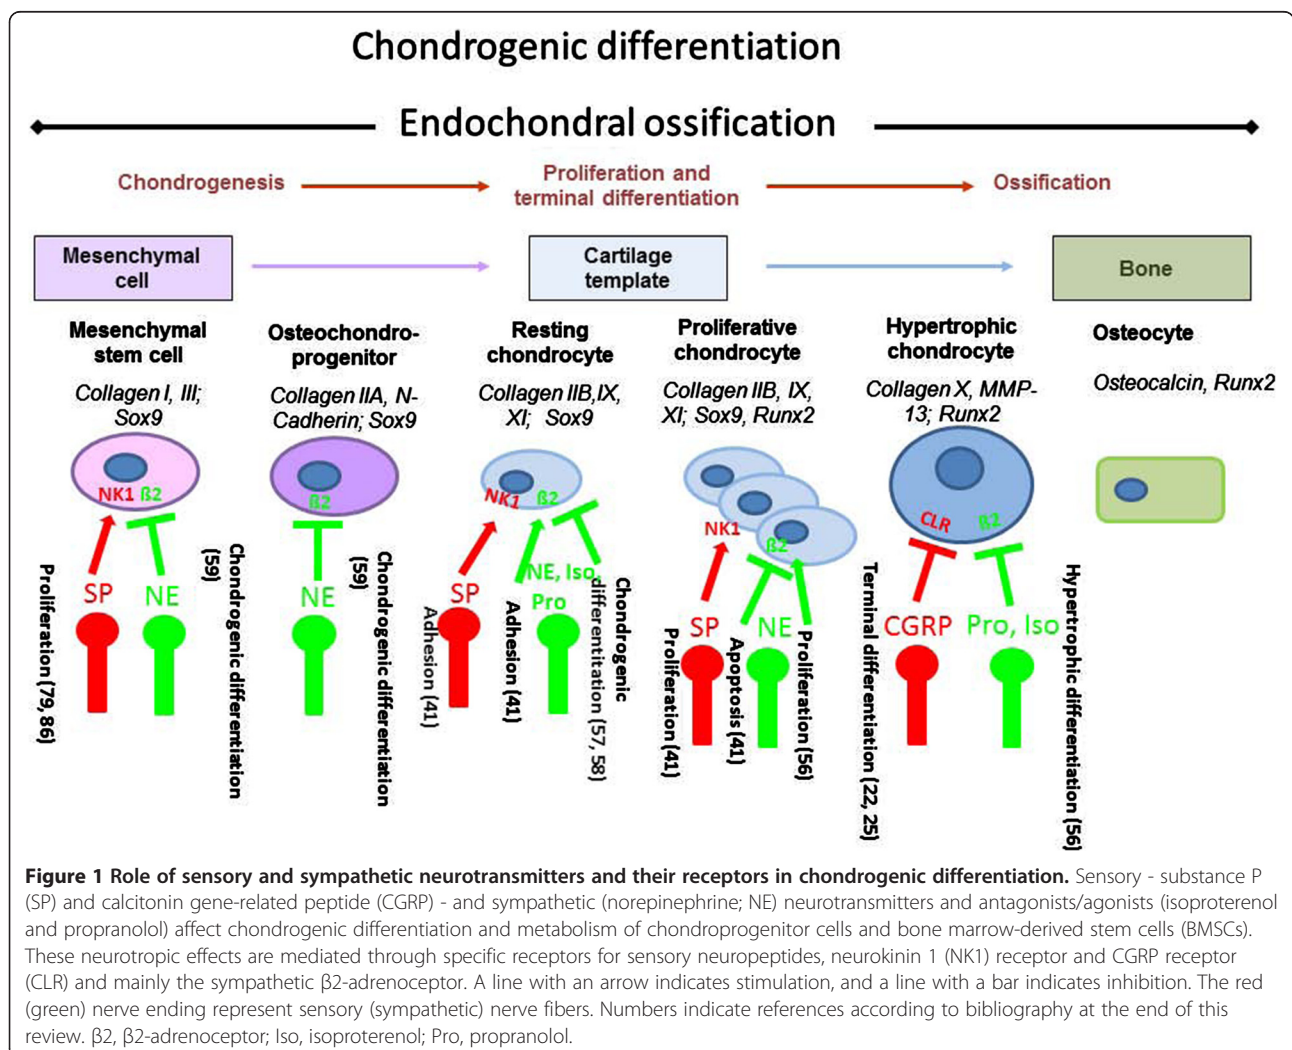 Chondrogenic differentiation
Endochondral ossification
Chondrogenesis
Proliferation and
terminal differentiation
Ossification
Mesenchymal
cell
Cartilage
template
Bone
Mesenchymal
stem cell
Collagen I, III;
Sox9
Osteochondro-
progenitor
Collagen IIA, N-
Cadherin; Sox9
Resting
chondrocyte
Collagen IIB,IX,
XI; Sox9
Proliferative
chondrocyte
Collagen IIB, IX,
XI; Sox9, Runx2
Hypertrophic
chondrocyte
Collagen X, MMP-
13; Runx2
Osteocyte
Osteocalcin, Runx2
NK1 ß2
SP
NE
Proliferation (79, 86)
Chondrogenic differentiation
(59)
ß2
NE
Chondrogenic differentiation
(59)
NK1
ß2
SP
NE, Iso,
Pro
Adhesion (41)
Adhesion (41)
Chondrogenic
differentitation (57, 58)
NK1
ß2
SP
NE
Proliferation (41)
Apoptosis (41)
Proliferation (56)
CLR
ß2
CGRP
Pro, Iso
Terminal differentiation (22, 25)
Hypertrophic differentiation (56)
Figure 1 Role of sensory and sympathetic neurotransmitters and their receptors in chondrogenic differentiation. Sensory - substance P
(SP) and calcitonin gene-related peptide (CGRP) - and sympathetic (norepinephrine; NE) neurotransmitters and antagonists/agonists (isoproterenol
and propranolol) affect chondrogenic differentiation and metabolism of chondroprogenitor cells and bone marrow-derived stem cells (BMSCs).
These neurotropic effects are mediated through specific receptors for sensory neuropeptides, neurokinin 1 (NK1) receptor and CGRP receptor
(CLR) and mainly the sympathetic β2-adrenoceptor. A line with an arrow indicates stimulation, and a line with a bar indicates inhibition. The red
(green) nerve ending represent sensory (sympathetic) nerve fibers. Numbers indicate references according to bibliography at the end of this
review. β2, β2-adrenoceptor; Iso, isoproterenol; Pro, propranolol.